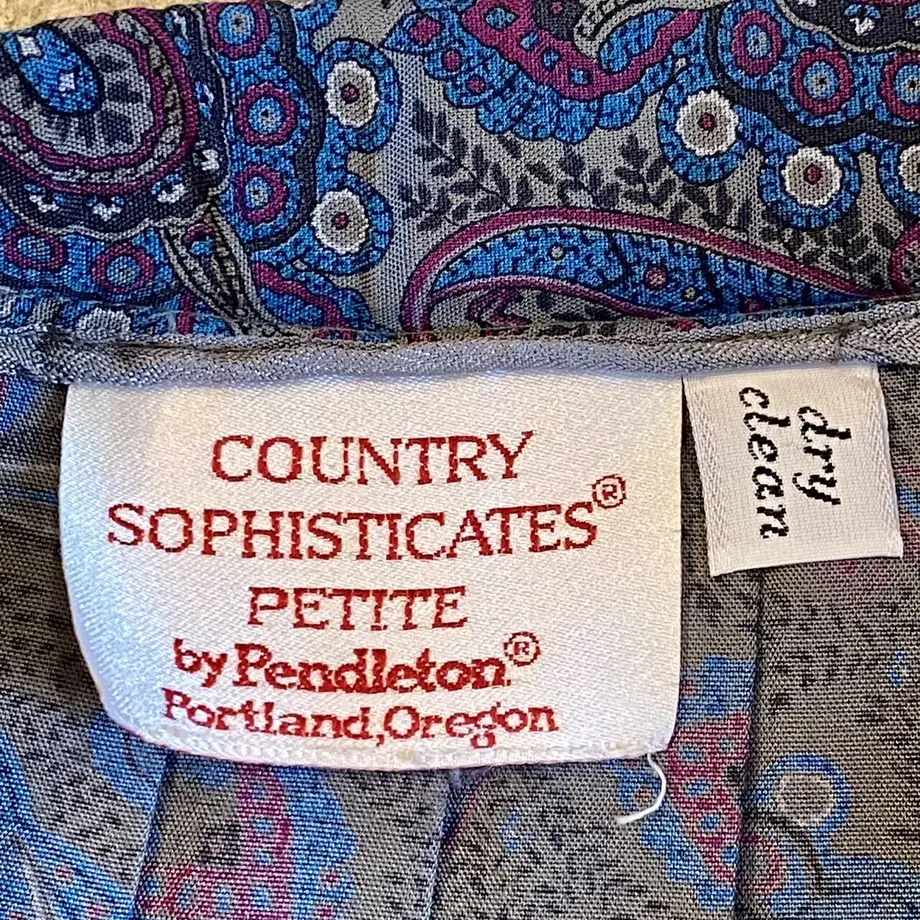 COUNTRY
SOPHISTICATES®
PETITE
by Pendleton®
Portland, Oregon
dry
clean